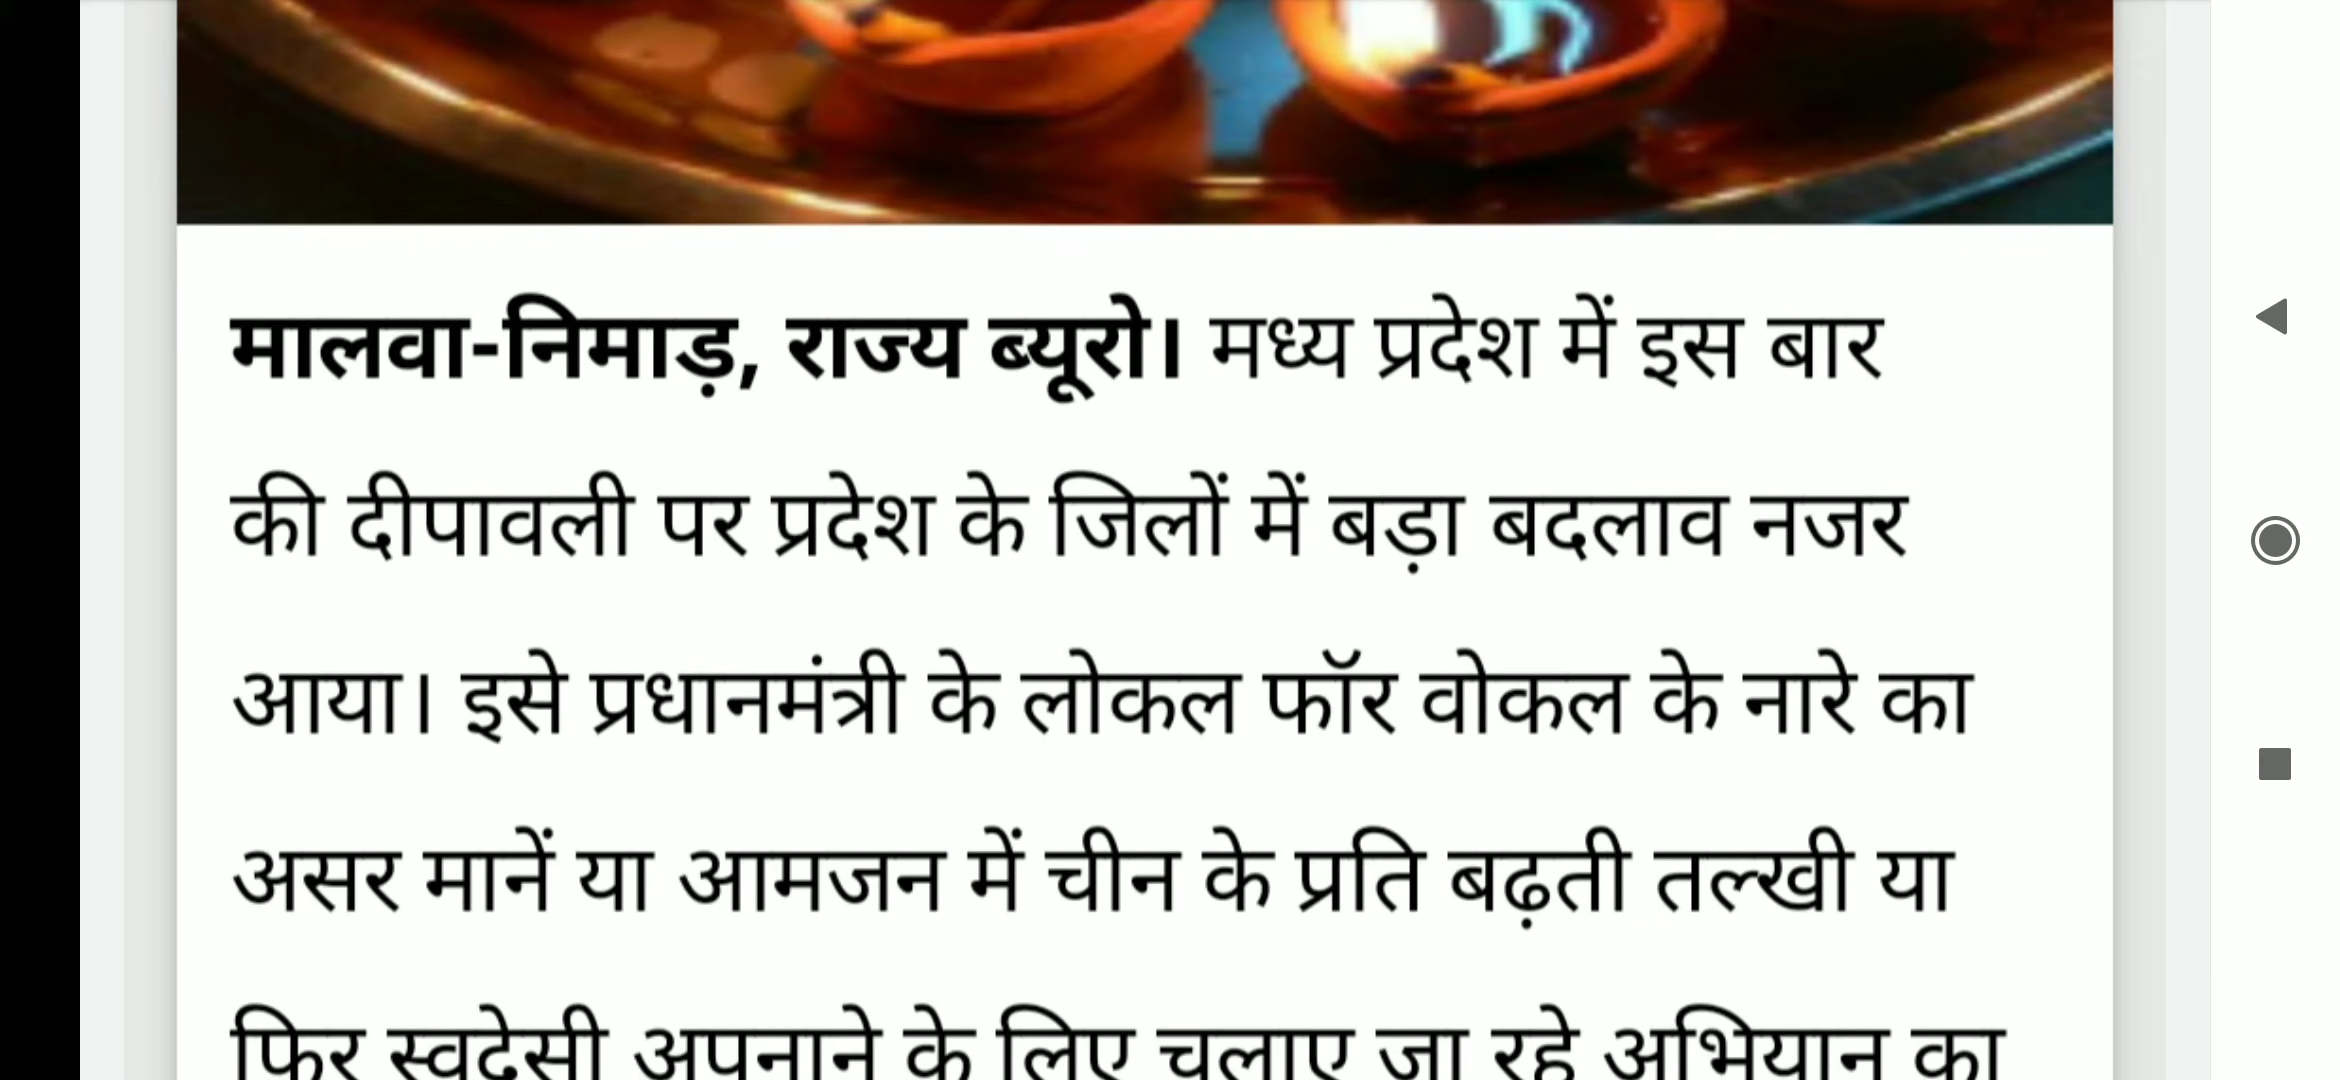 मालवा-निमाड़, राज्य ब्यूरो। मध्य प्रदेश में इस बार
की दीपावली पर प्रदेश के जिलों में बड़ा बदलाव नजर
आया। इसे प्रधानमंत्री के लोकल फॉर वोकल के नारे का
असर मानें या आमजन में चीन के प्रति बढ़ती तल्खी या
फिर स्वदेसी अपनाने के लिए चलाए जा रहे अभियान का